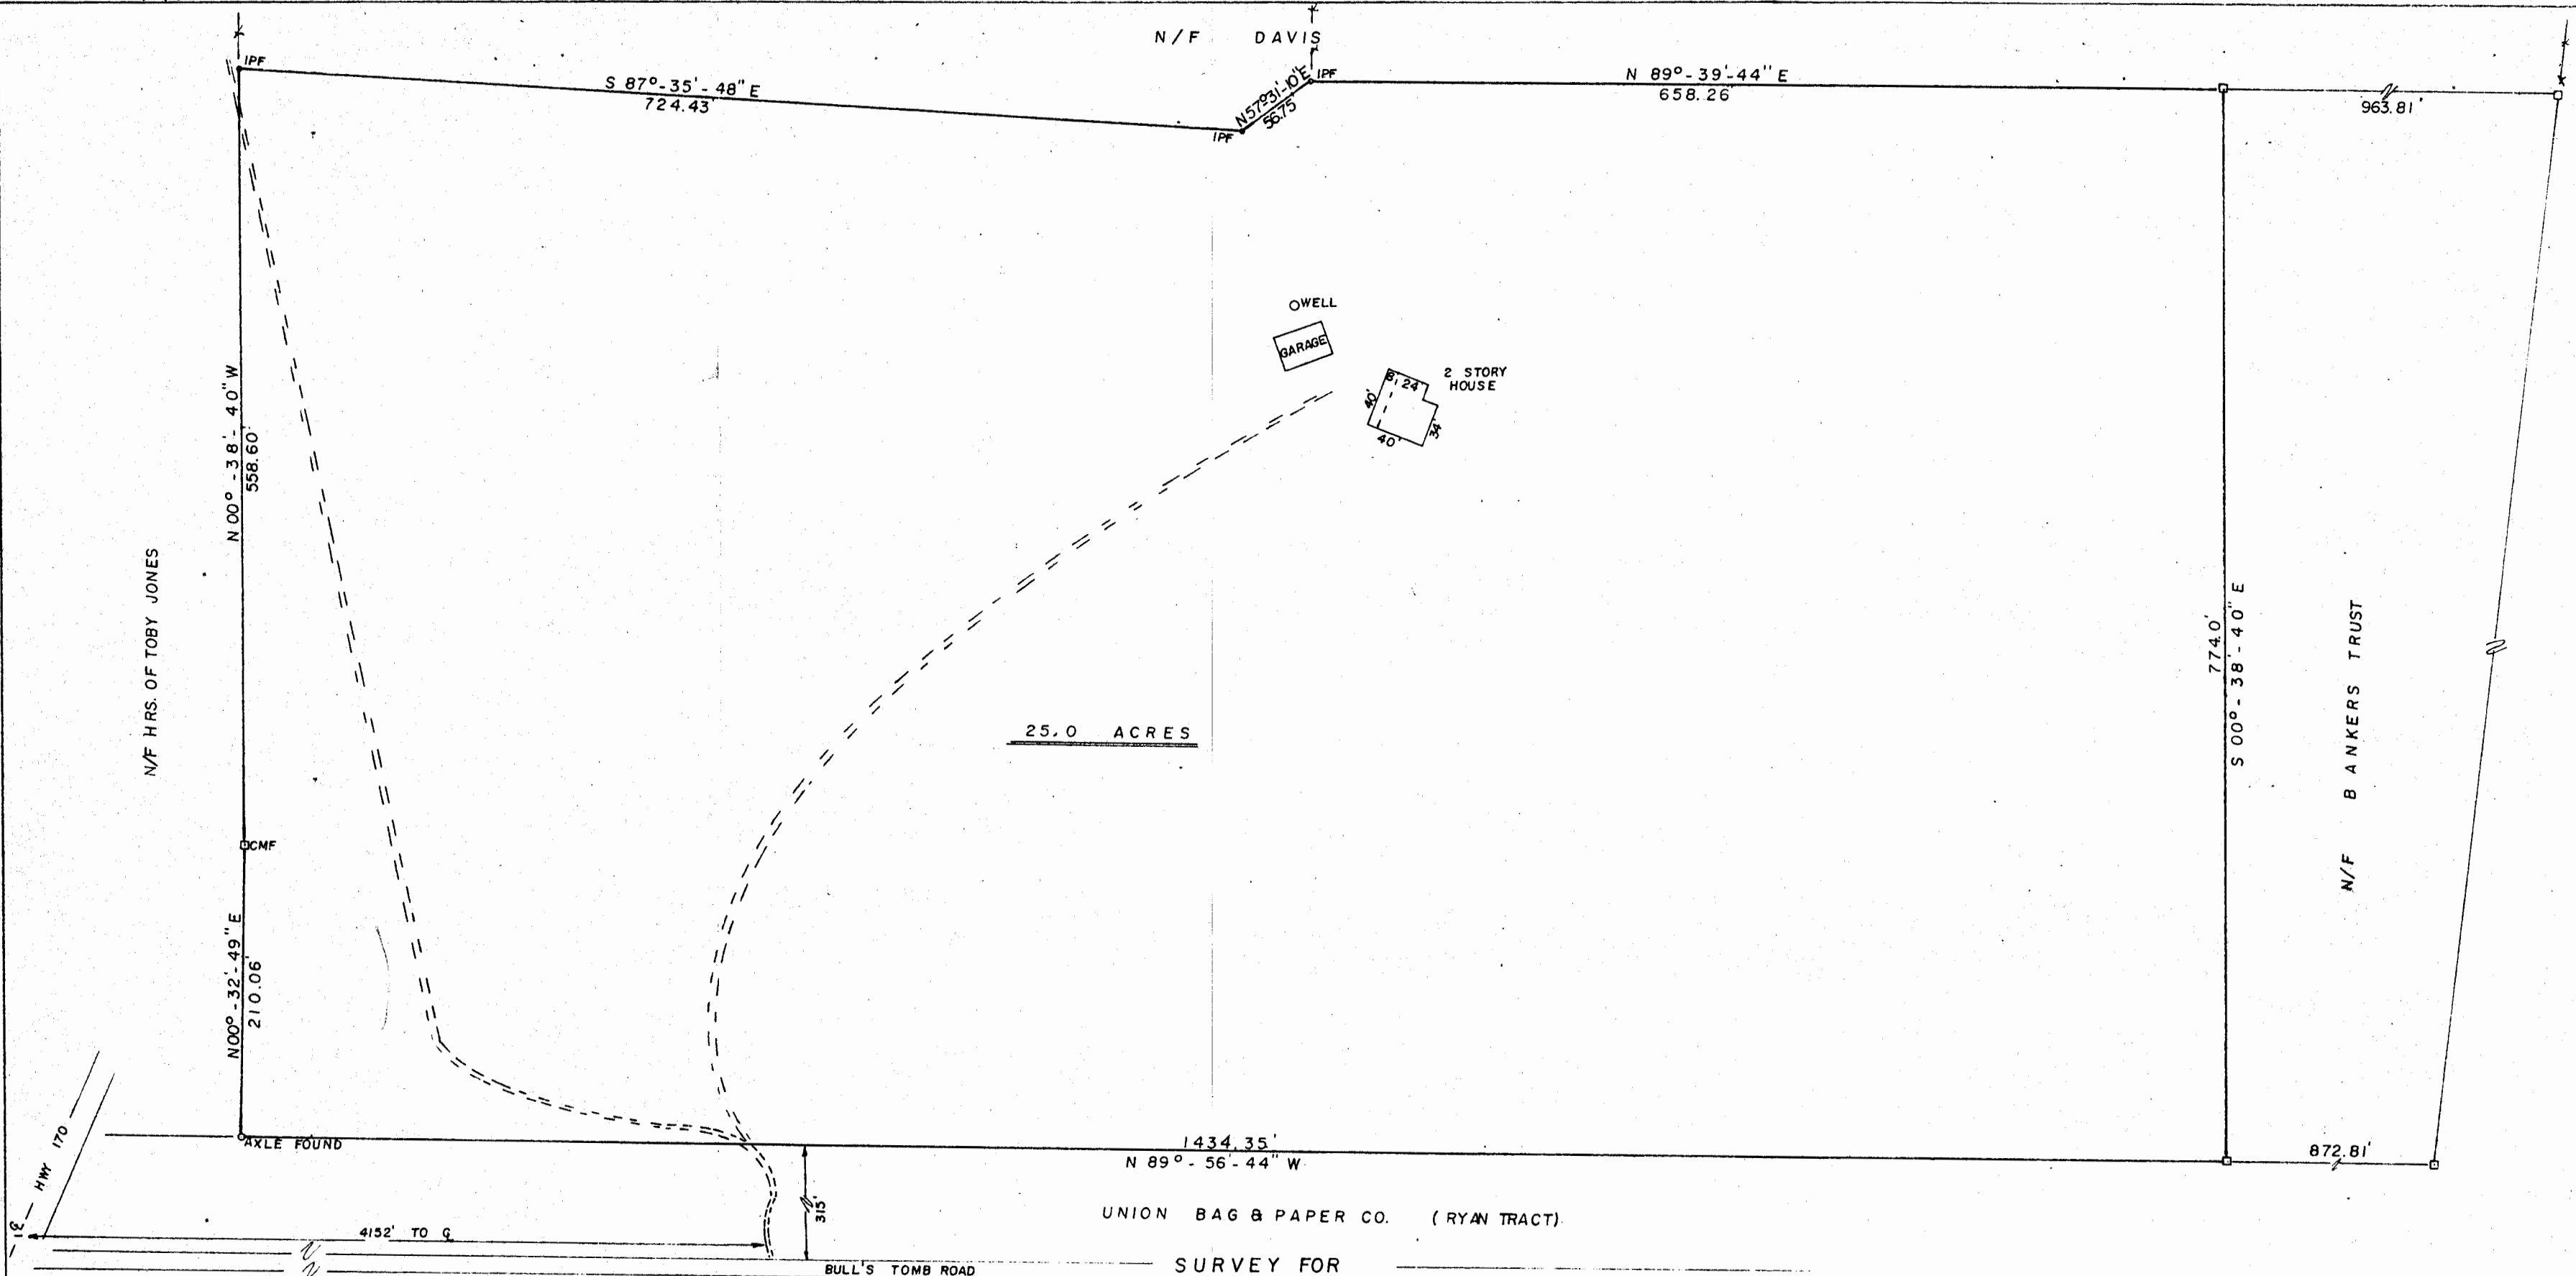 N/F DAVIS
IPF
S 87°-35'-48" E
724.43'
IPF
N57°31'-10"E
56.75'
IPF
N 89°-39'-44" E
658.26'
963.81'
WELL
GARAGE
2 STORY
HOUSE
8' 24'
40'
40'
34'
N 00°-38'-40" W
558.60'
N/F HRS. OF TOBY JONES
25.0 ACRES
774.0'
S 00°-38'-40" E
N/F BANKERS TRUST
CMF
N00°-32'-49" E
210.06'
AXLE FOUND
1434.35'
N 89°-56'-44" W
872.81'
HWY 170
315'
UNION BAG & PAPER CO. (RYAN TRACT)
4152' TO ℄
BULL'S TOMB ROAD
SURVEY FOR